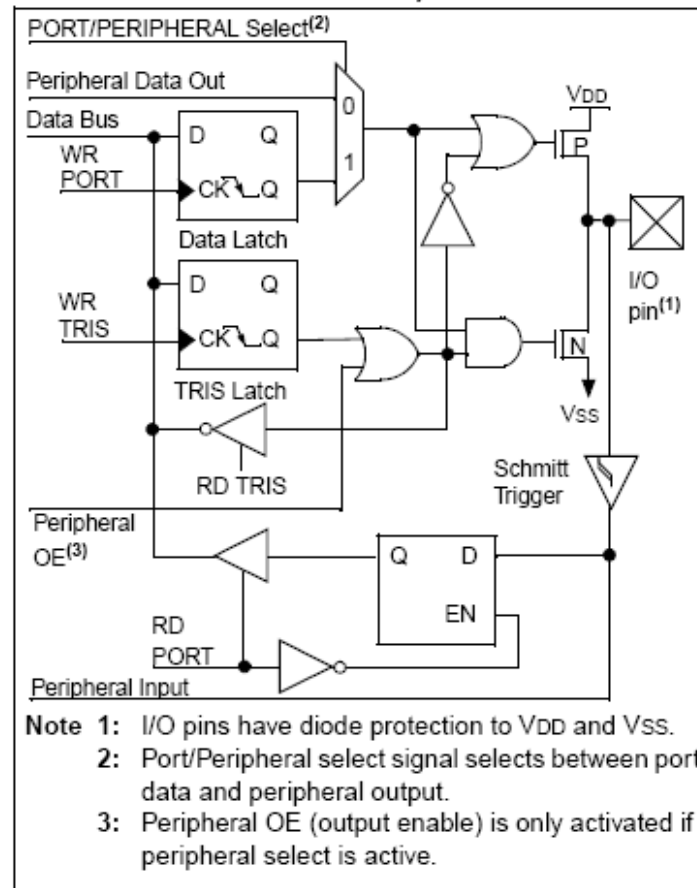 PORT/PERIPHERAL Select(2)
Peripheral Data Out
Data Bus
WR
PORT
D Q
CK Q
Data Latch
0
1
VDD
P
I/O
pin(1)
WR
TRIS
D Q
CK Q
TRIS Latch
N
VSS
RD TRIS
Schmitt
Trigger
Peripheral
OE(3)
Q D
EN
RD
PORT
Peripheral Input
Note 1: I/O pins have diode protection to VDD and VSS.
2: Port/Peripheral select signal selects between port
data and peripheral output.
3: Peripheral OE (output enable) is only activated if
peripheral select is active.